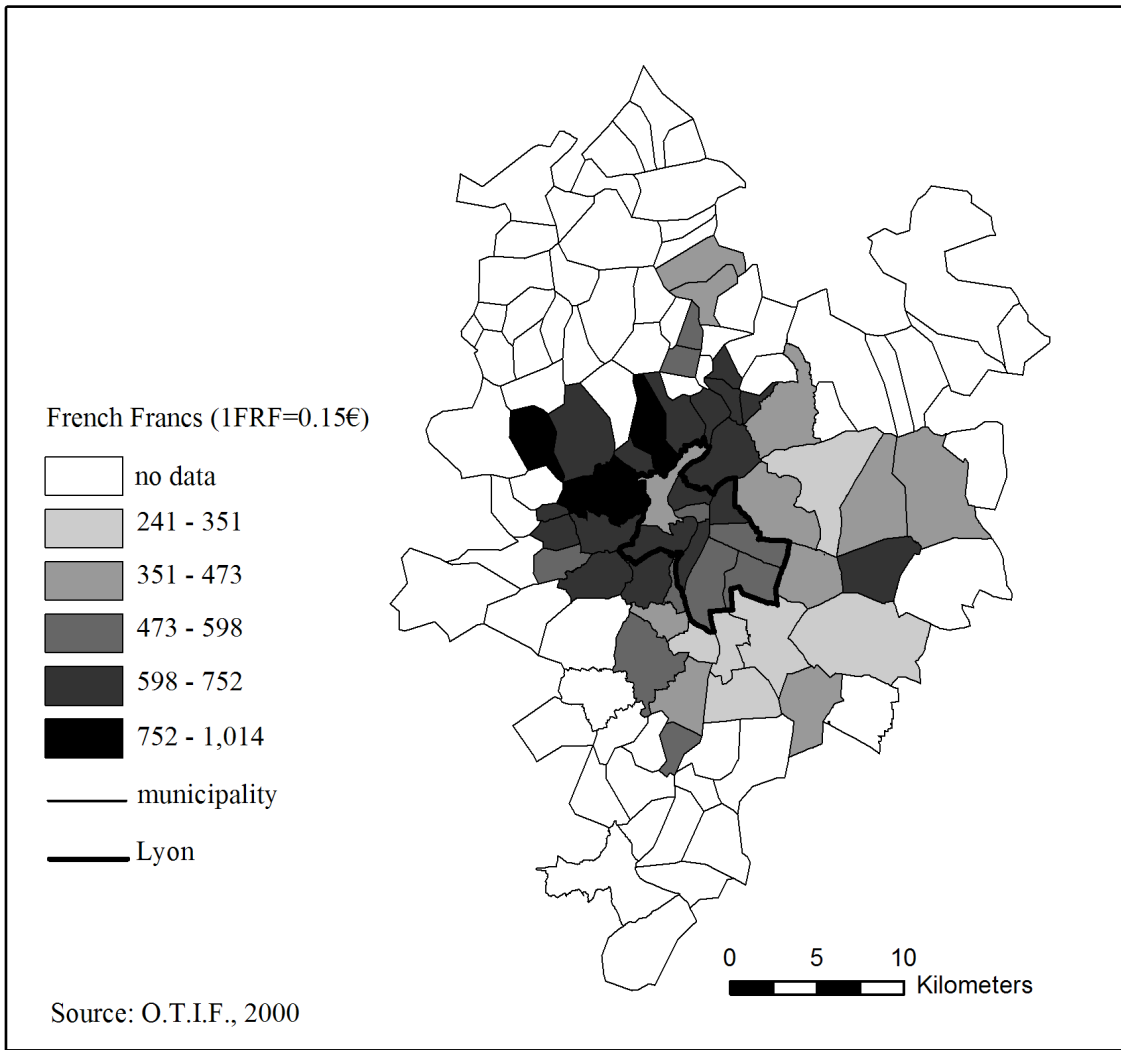 French Francs (1FRF=0.15€)
no data
241 - 351
351 - 473
473 - 598
598 - 752
752 - 1,014
municipality
Lyon
0 5 10
Kilometers
Source: O.T.I.F., 2000